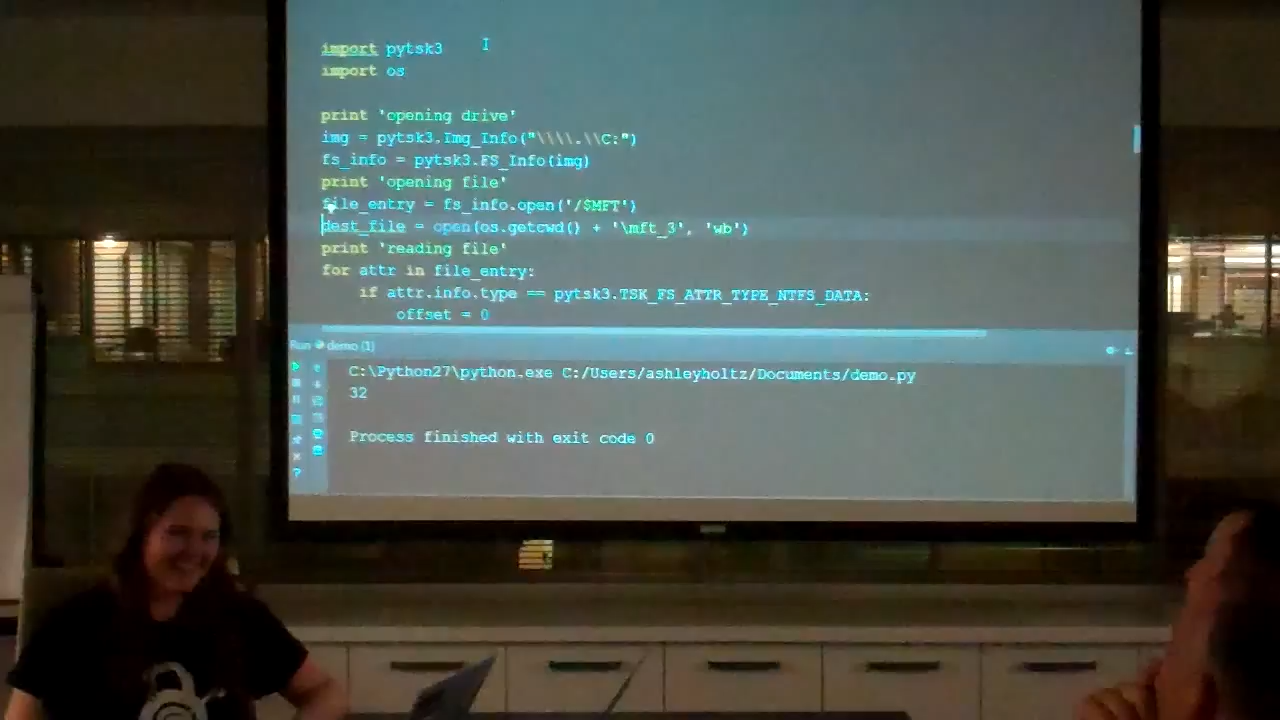 import pytsk3
import os
print 'opening drive'
img = pytsk3.Img_Info("\\\\.\\C:")
fs_info = pytsk3.FS_Info(img)
print 'opening file'
file_entry = fs_info.open('/$MFT')
dest_file = open(os.getcwd() + '\mft_3', 'wb')
print 'reading file'
for attr in file_entry:
if attr.info.type == pytsk3.TSK_FS_ATTR_TYPE_NTFS_DATA:
offset = 0
Run demo (1)
C:\Python27\python.exe C:/Users/ashleyholtz/Documents/demo.py
32
Process finished with exit code 0